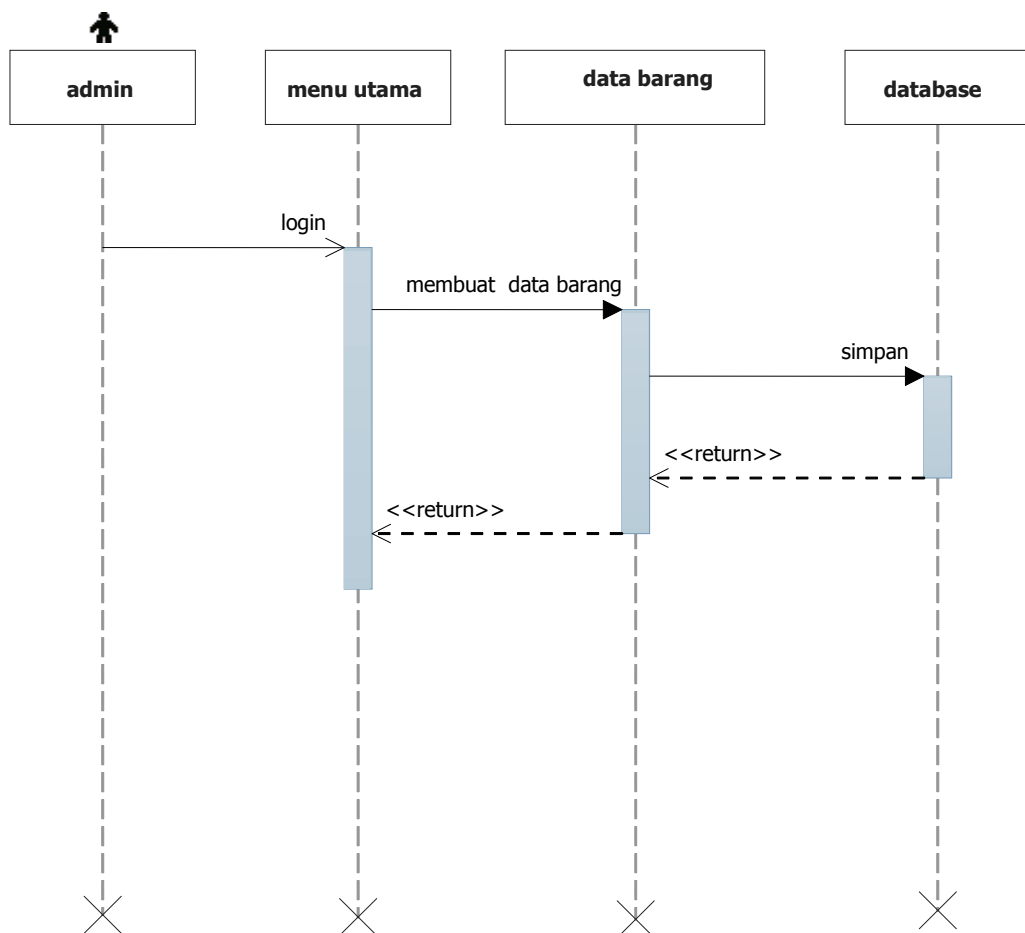 admin
menu utama
data barang
database
login
membuat  data barang
simpan
<<return>>
<<return>>